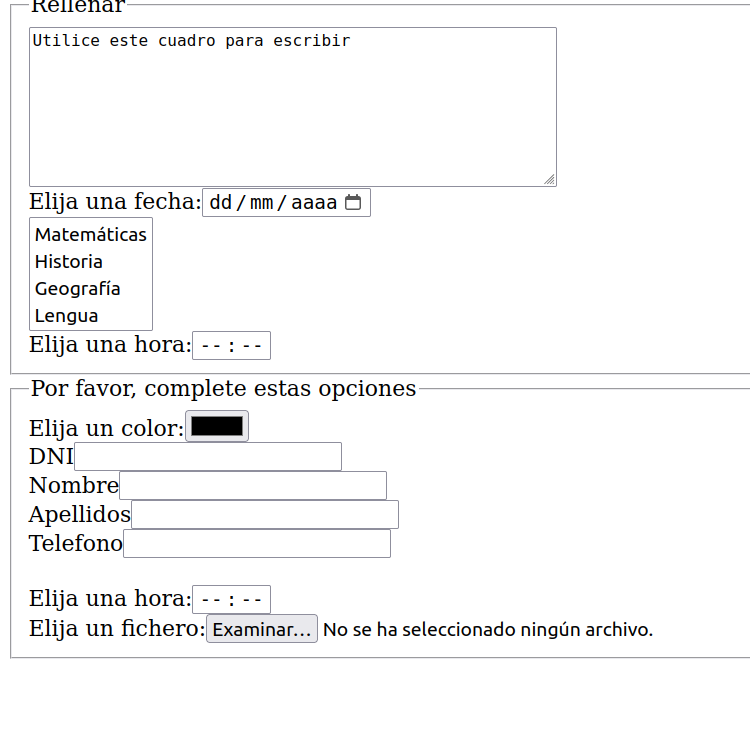 Rellenar
Utilice este cuadro para escribir
Elija una fecha: dd/mm/aaaa
Matemáticas
Historia
Geografía
Lengua
Elija una hora: --:--
Por favor, complete estas opciones
Elija un color:
DNI
Nombre
Apellidos
Telefono
Elija una hora: --:--
Elija un fichero: Examinar... No se ha seleccionado ningún archivo.